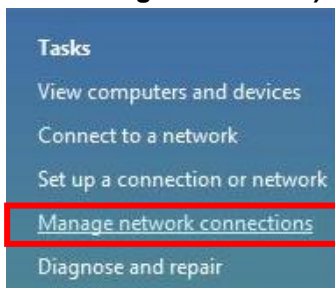 Tasks
View computers and devices
Connect to a network
Set up a connection or network
Manage network connections
Diagnose and repair